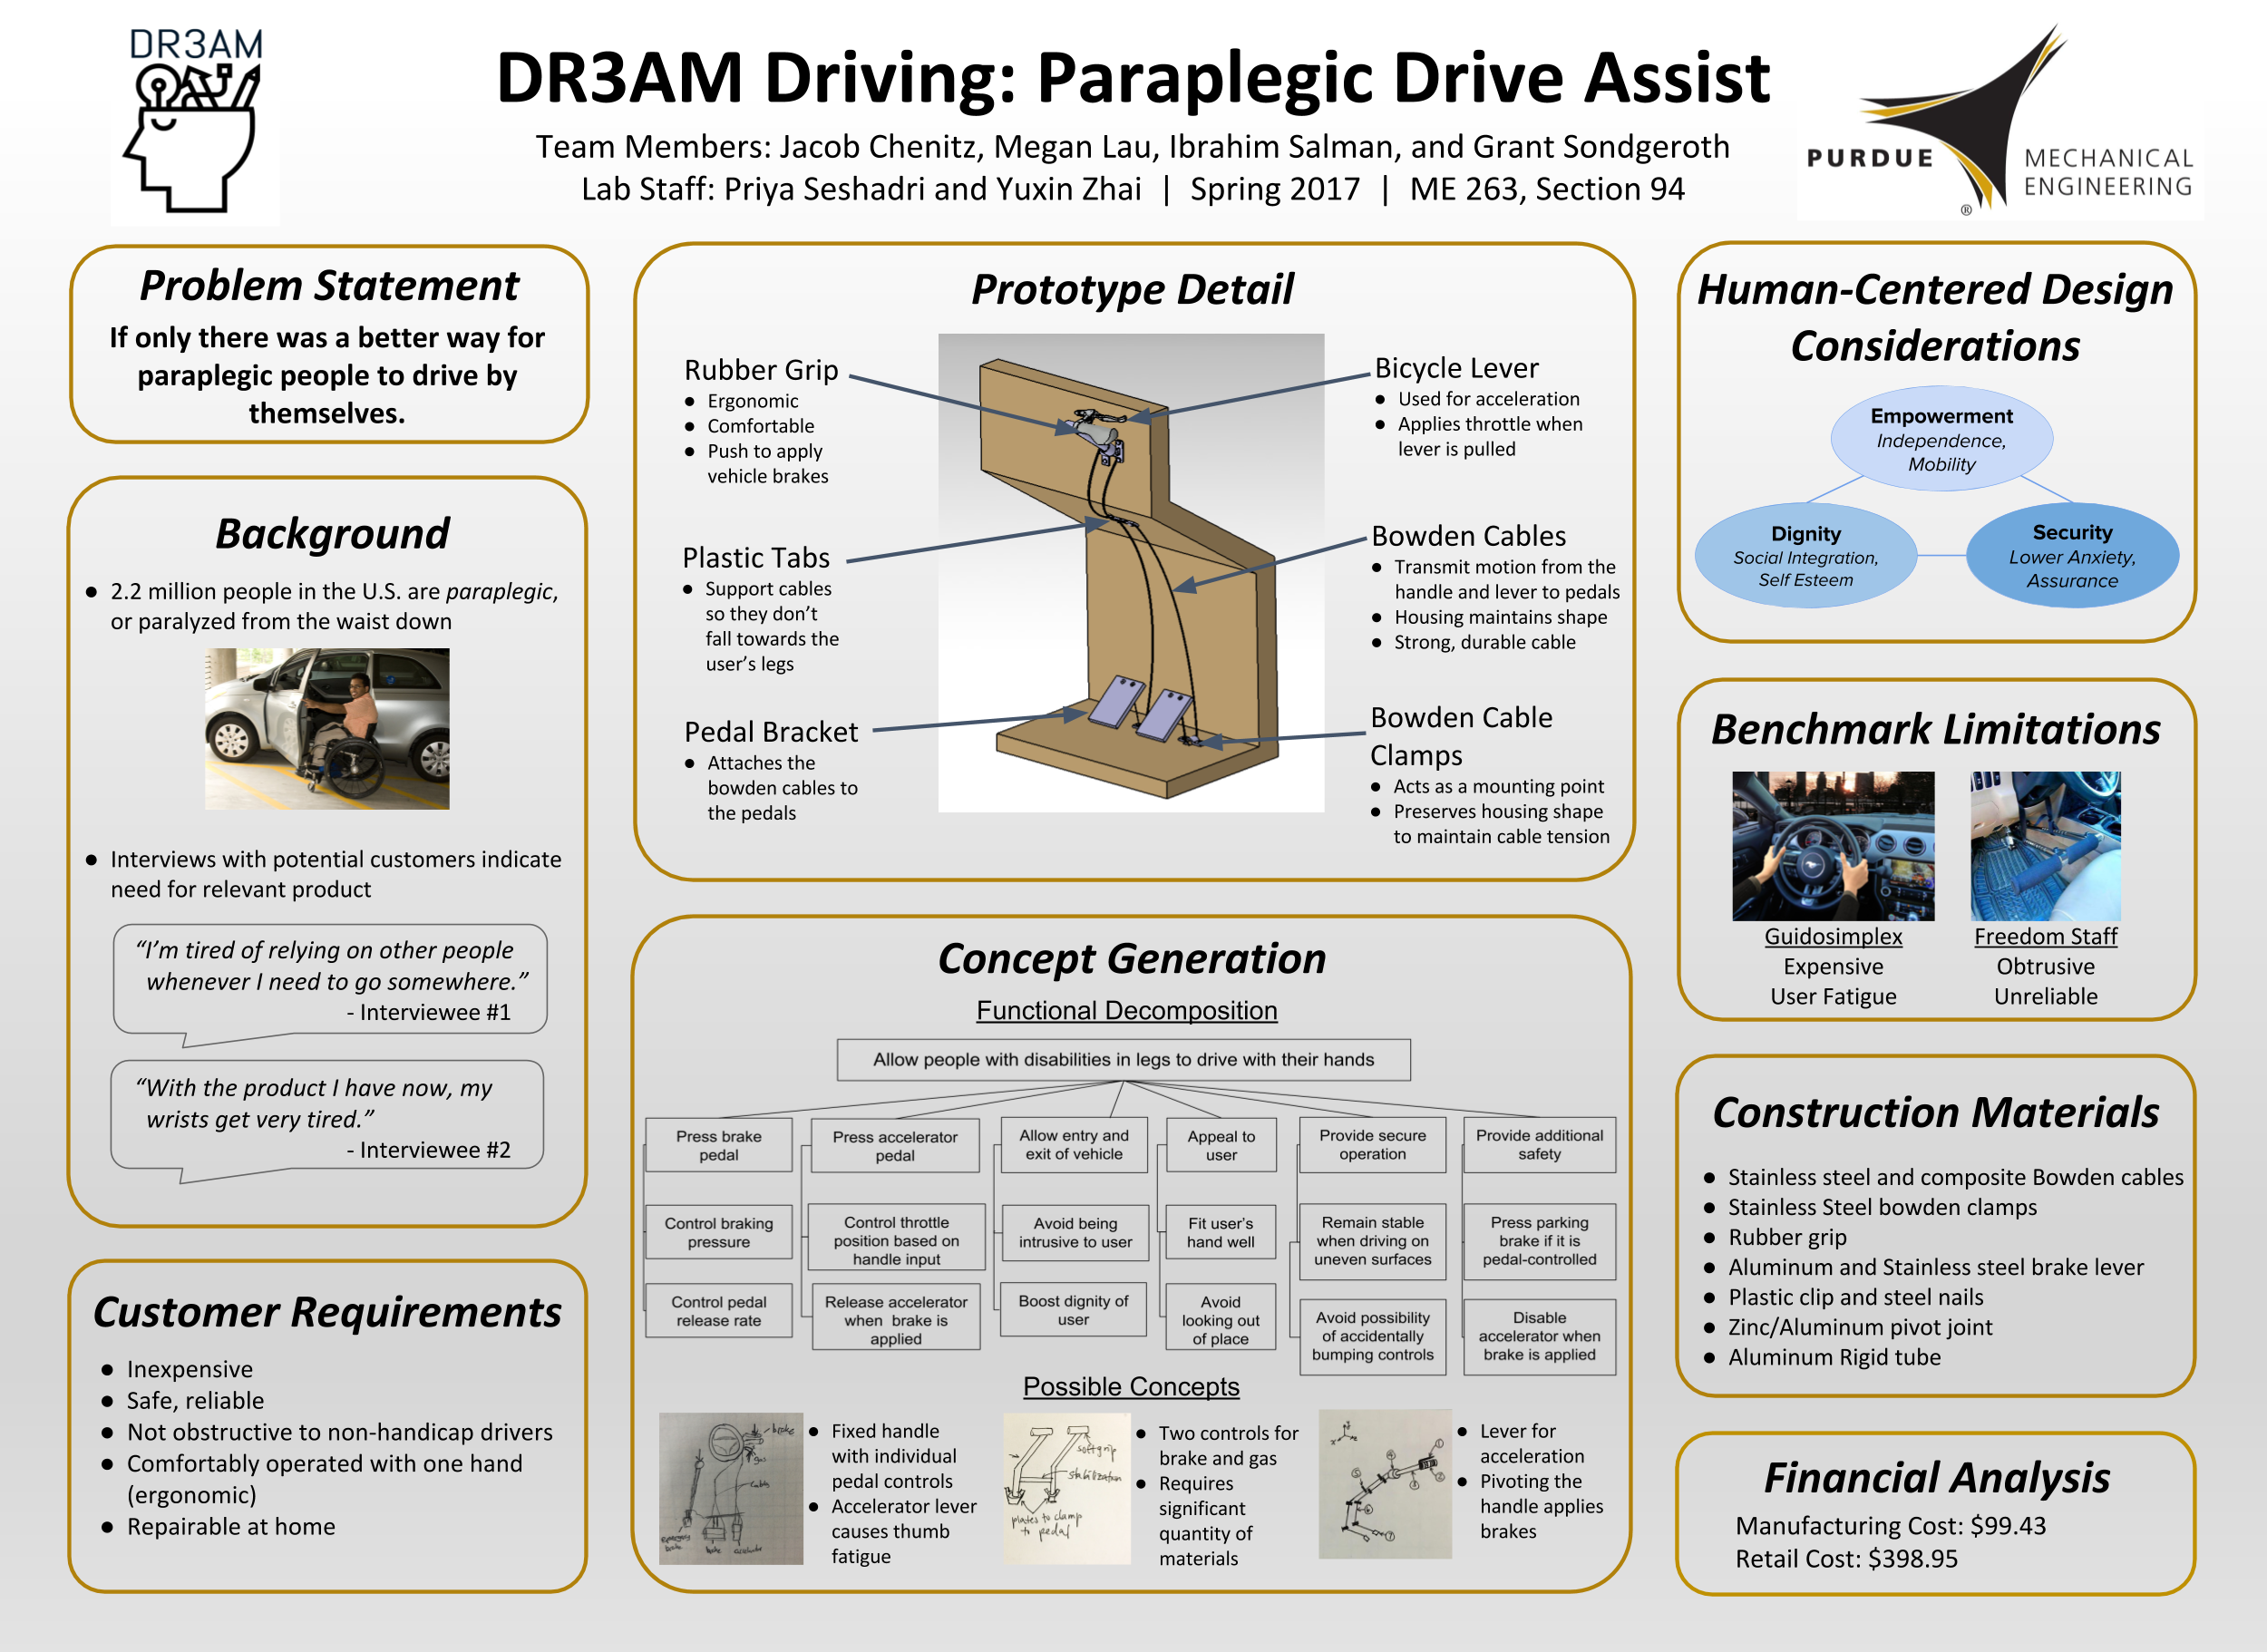 DR3AM
DR3AM Driving: Paraplegic Drive Assist
Team Members: Jacob Chenitz, Megan Lau, Ibrahim Salman, and Grant Sondgeroth
Lab Staff: Priya Seshadri and Yuxin Zhai | Spring 2017 | ME 263, Section 94
PURDUE
MECHANICAL
ENGINEERING
®
Problem Statement
If only there was a better way for
paraplegic people to drive by
themselves.
Background
● 2.2 million people in the U.S. are paraplegic,
or paralyzed from the waist down
● Interviews with potential customers indicate
need for relevant product
“I’m tired of relying on other people
whenever I need to go somewhere.”
- Interviewee #1
“With the product I have now, my
wrists get very tired.”
- Interviewee #2
Customer Requirements
● Inexpensive
● Safe, reliable
● Not obstructive to non-handicap drivers
● Comfortably operated with one hand
(ergonomic)
● Repairable at home
Prototype Detail
Rubber Grip
● Ergonomic
● Comfortable
● Push to apply
vehicle brakes
Plastic Tabs
● Support cables
so they don’t
fall towards the
user’s legs
Pedal Bracket
● Attaches the
bowden cables to
the pedals
Bicycle Lever
● Used for acceleration
● Applies throttle when
lever is pulled
Bowden Cables
● Transmit motion from the
handle and lever to pedals
● Housing maintains shape
● Strong, durable cable
Bowden Cable
Clamps
● Acts as a mounting point
● Preserves housing shape
to maintain cable tension
Concept Generation
Functional Decomposition
Allow people with disabilities in legs to drive with their hands
Press brake
pedal
Control braking
pressure
Control pedal
release rate
Press accelerator
pedal
Control throttle
position based on
handle input
Release accelerator
when brake is
applied
Allow entry and
exit of vehicle
Avoid being
intrusive to user
Boost dignity of
user
Appeal to
user
Fit user’s
hand well
Avoid
looking out
of place
Provide secure
operation
Remain stable
when driving on
uneven surfaces
Avoid possibility
of accidentally
bumping controls
Provide additional
safety
Press parking
brake if it is
pedal-controlled
Disable
accelerator when
brake is applied
Possible Concepts
brake
gas
● Fixed handle
with individual
pedal controls
● Accelerator lever
causes thumb
fatigue
soft grip
stabilization
plates to clamp
to pedal
● Two controls for
brake and gas
● Requires
significant
quantity of
materials
● Lever for
acceleration
● Pivoting the
handle applies
brakes
Human-Centered Design
Considerations
Empowerment
Independence,
Mobility
Dignity
Social Integration,
Self Esteem
Security
Lower Anxiety,
Assurance
Benchmark Limitations
Guidosimplex
Expensive
User Fatigue
Freedom Staff
Obtrusive
Unreliable
Construction Materials
● Stainless steel and composite Bowden cables
● Stainless Steel bowden clamps
● Rubber grip
● Aluminum and Stainless steel brake lever
● Plastic clip and steel nails
● Zinc/Aluminum pivot joint
● Aluminum Rigid tube
Financial Analysis
Manufacturing Cost: $99.43
Retail Cost: $398.95